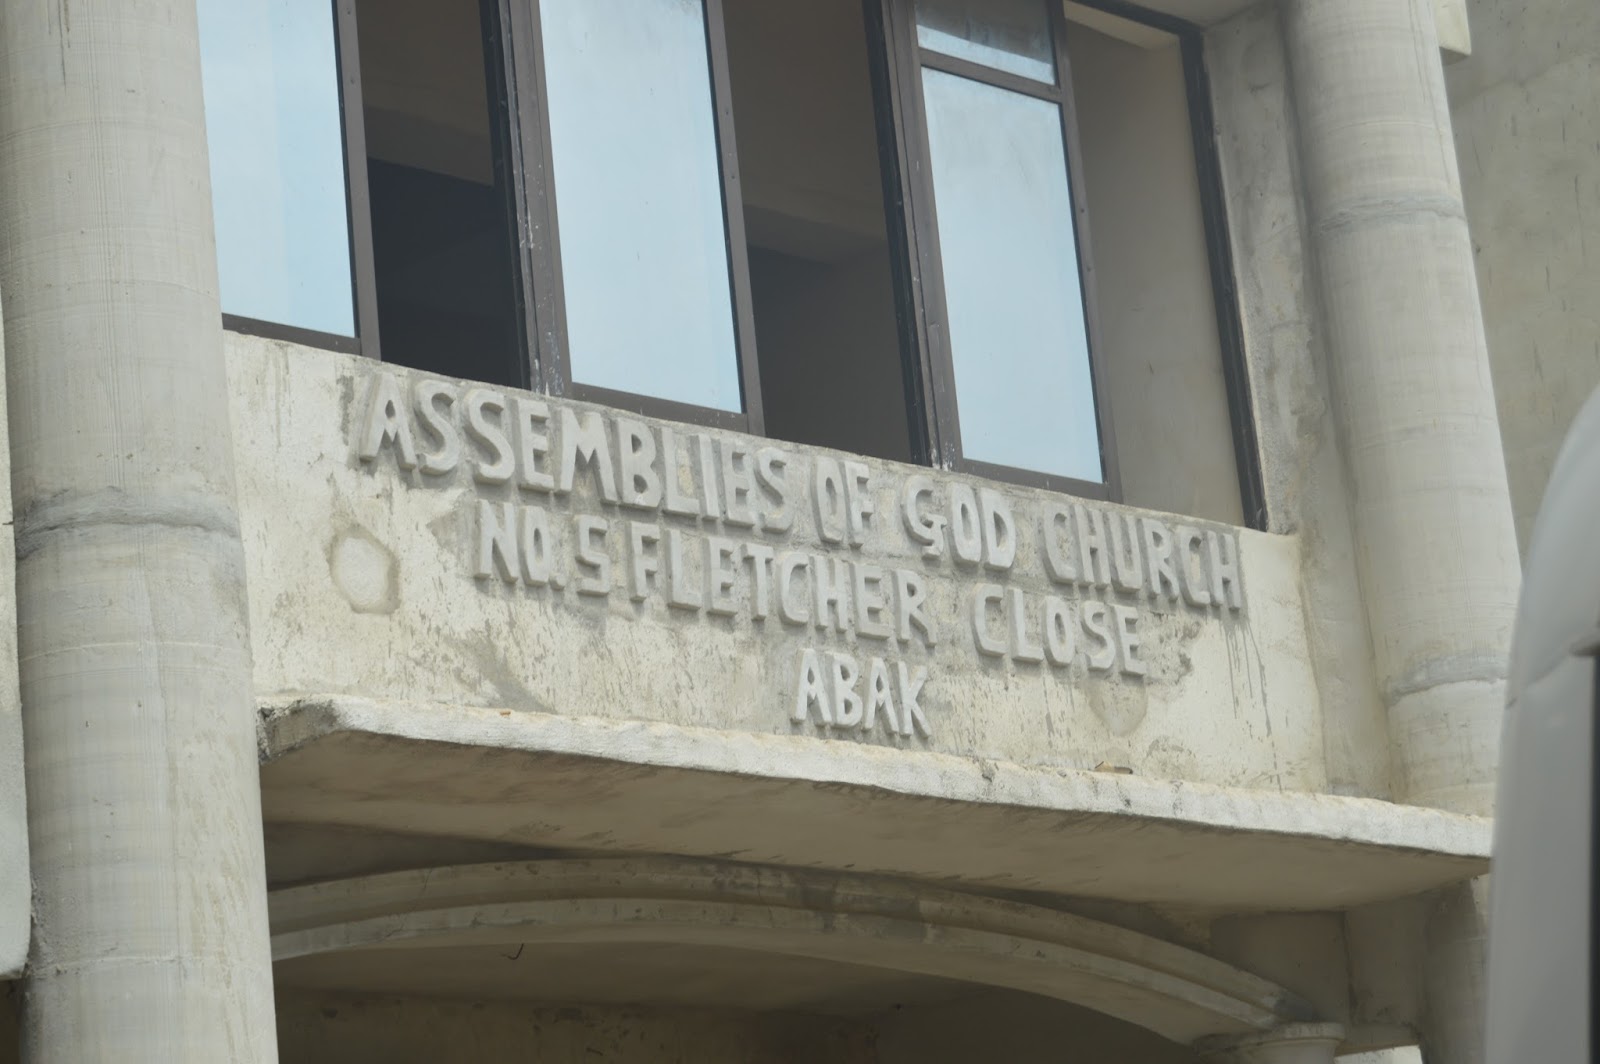 ASSEMBLIES OF GOD CHURCH
NO. 5 FLETCHER CLOSE
ABAK